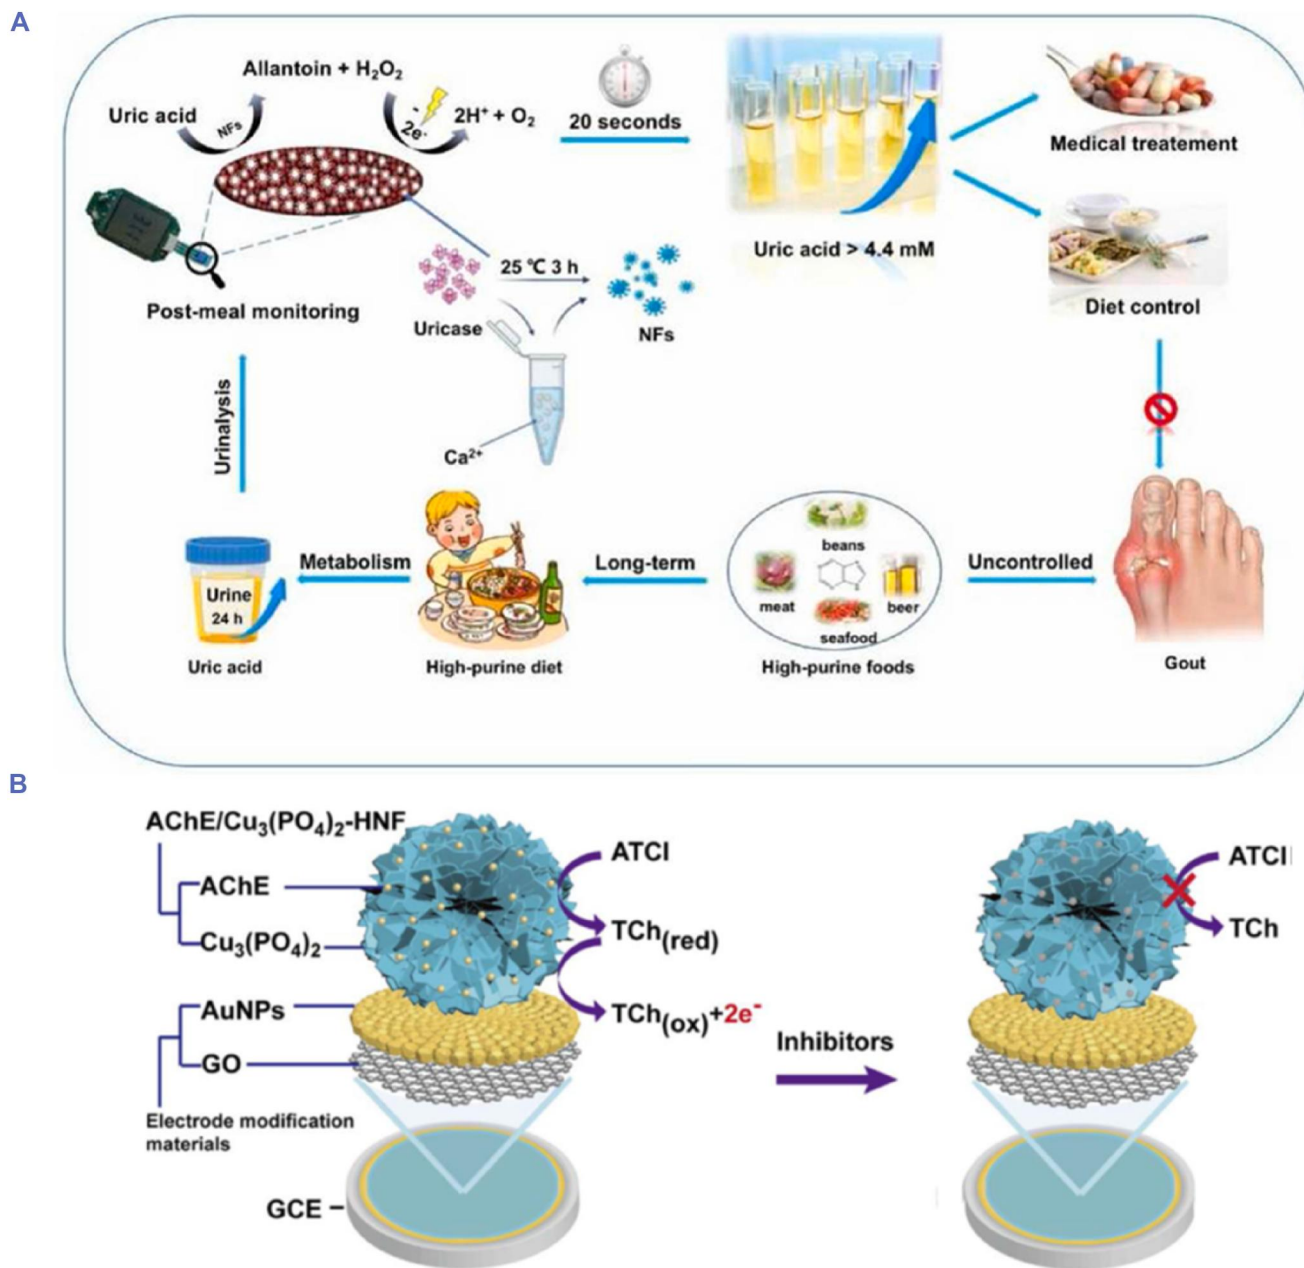 A
Allantoin + H₂O₂
Uric acid
NFs
-
2e⁻
2H⁺ + O₂
20 seconds
Medical treatement
Uric acid > 4.4 mM
Diet control
Post-meal monitoring
25 ℃ 3 h
Uricase
NFs
Ca²⁺
Urinalysis
Urine
24 h
Uric acid
Metabolism
High-purine diet
Long-term
beans
meat
beer
seafood
High-purine foods
Uncontrolled
Gout
B
AChE/Cu₃(PO₄)₂-HNF
AChE
Cu₃(PO₄)₂
AuNPs
GO
Electrode modification
materials
GCE
ATCl
TCh(red)
TCh(ox)+2e⁻
Inhibitors
ATCl
TCh